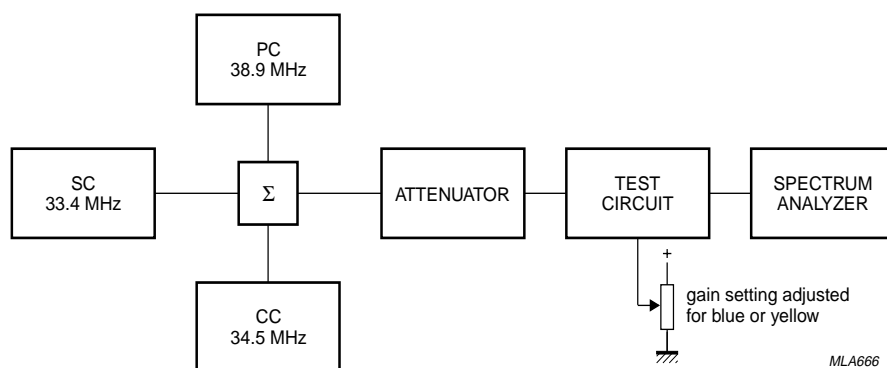 PC
38.9 MHz
SC
33.4 MHz
Σ
ATTENUATOR
TEST
CIRCUIT
SPECTRUM
ANALYZER
CC
34.5 MHz
+
gain setting adjusted
for blue or yellow
MLA666